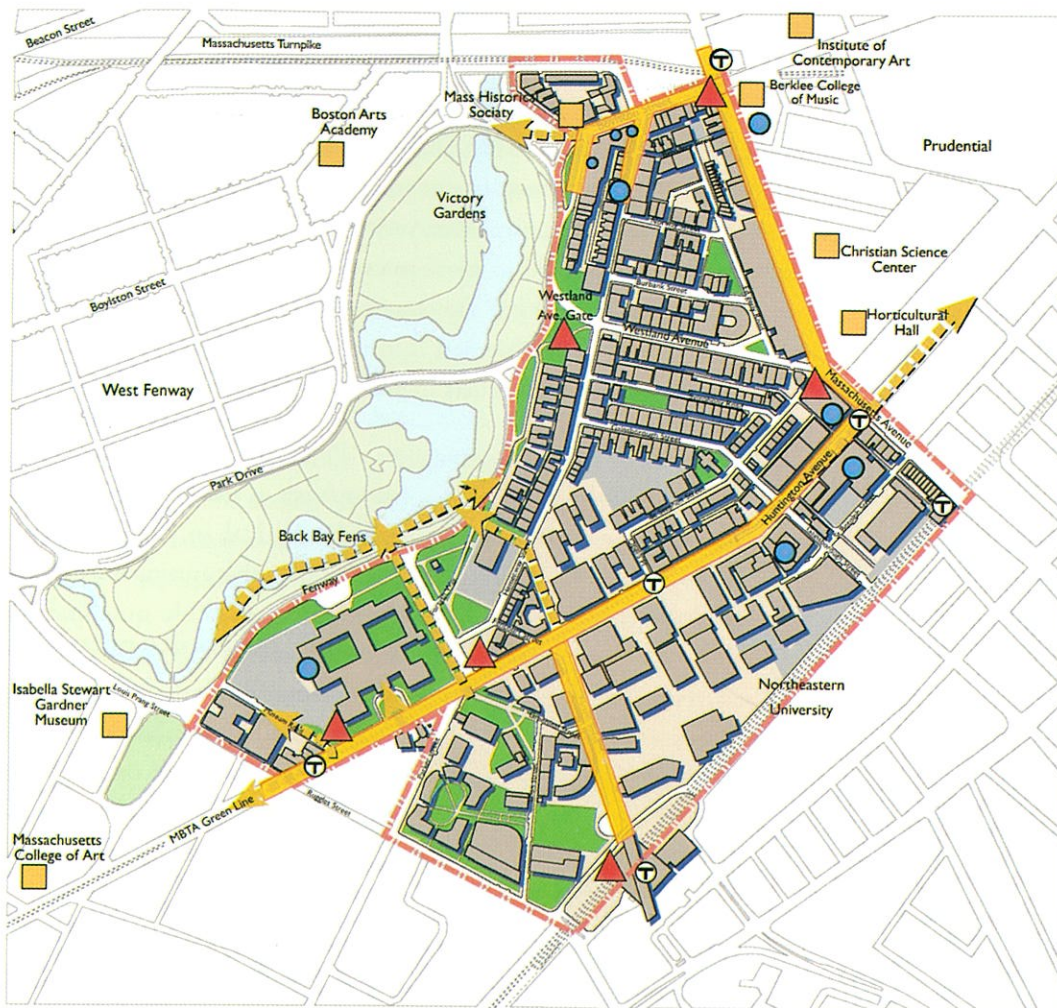 Beacon Street
Massachusetts Turnpike
Institute of
Contemporary Art
T
Mass Historical
Sociaty
Berklee College
of Music
Boston Arts
Academy
Prudential
Victory
Gardens
Christian Science
Center
Burbank Street
Boylston Street
Westland
Ave. Gate
Westland Avenue
Horticultural
Hall
West Fenway
Massachusetts Avenue
T
Huntington Avenue
Park Drive
T
Back Bay Fens
Fenway
T
Isabella Stewart
Gardner
Museum
Louis Prang Street
Northeastern
University
T
Ruggles Street
MBTA Green Line
Massachusetts
College of Art
T